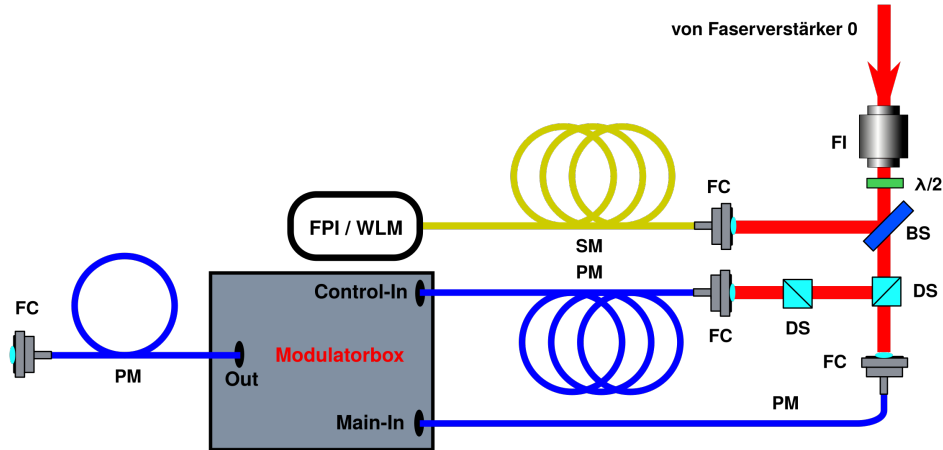 von Faserverstärker 0
FI
λ/2
FC
BS
FPI / WLM
SM
PM
Control-In
DS
FC
DS
FC
Modulatorbox
FC
Out
PM
PM
Main-In